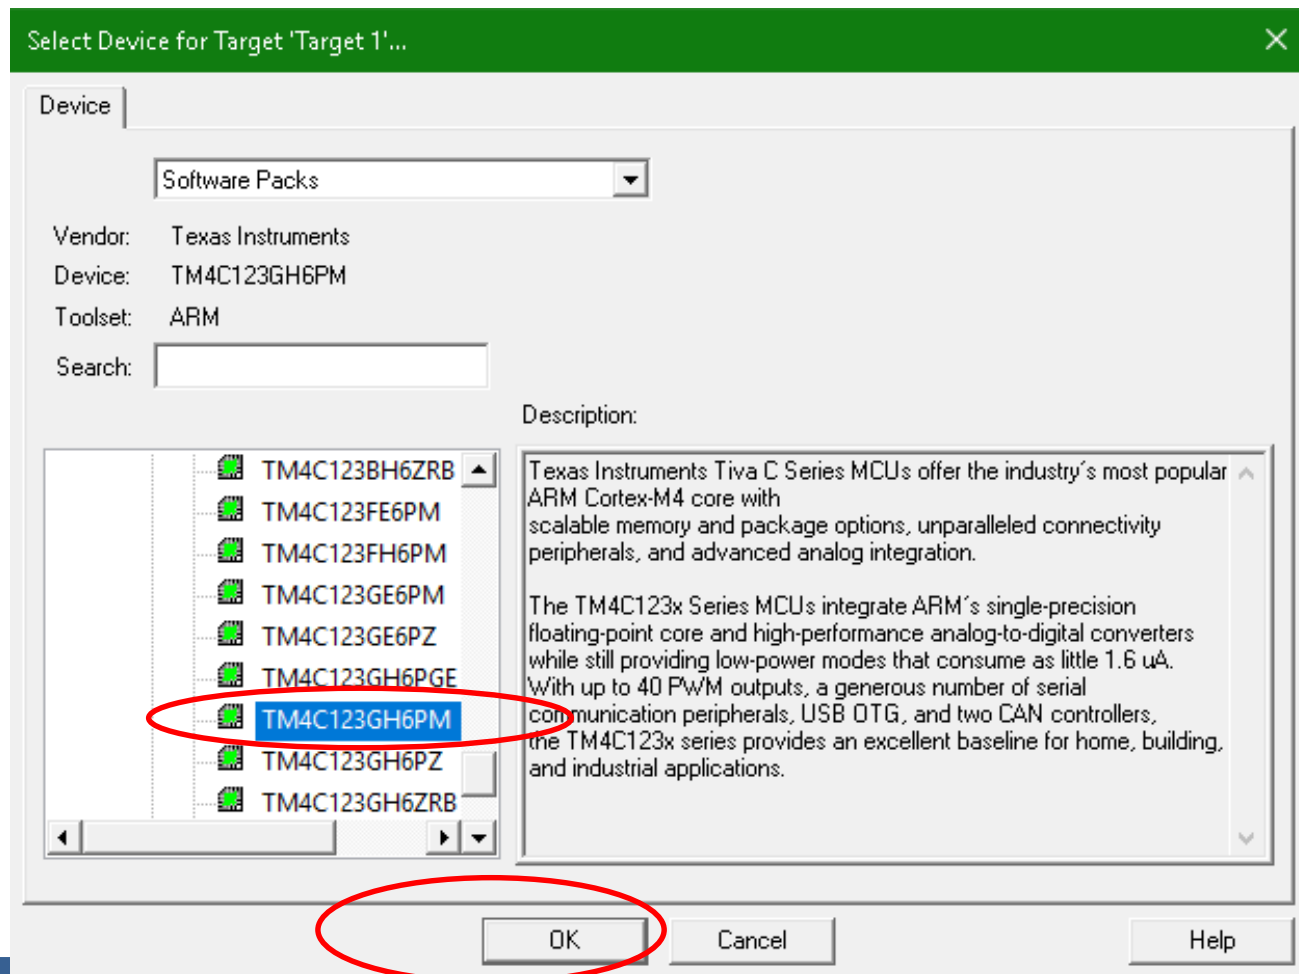 Select Device for Target 'Target 1'...
Device
Software Packs
Vendor: Texas Instruments
Device: TM4C123GH6PM
Toolset: ARM
Search:
Description:
TM4C123BH6ZRB
TM4C123FE6PM
TM4C123FH6PM
TM4C123GE6PM
TM4C123GE6PZ
TM4C123GH6PGE
TM4C123GH6PM
TM4C123GH6PZ
TM4C123GH6ZRB
Texas Instruments Tiva C Series MCUs offer the industry´s most popular
ARM Cortex-M4 core with
scalable memory and package options, unparalleled connectivity
peripherals, and advanced analog integration.
The TM4C123x Series MCUs integrate ARM´s single-precision
floating-point core and high-performance analog-to-digital converters
while still providing low-power modes that consume as little 1.6 uA.
With up to 40 PWM outputs, a generous number of serial
communication peripherals, USB OTG, and two CAN controllers,
the TM4C123x series provides an excellent baseline for home, building,
and industrial applications.
OK
Cancel
Help